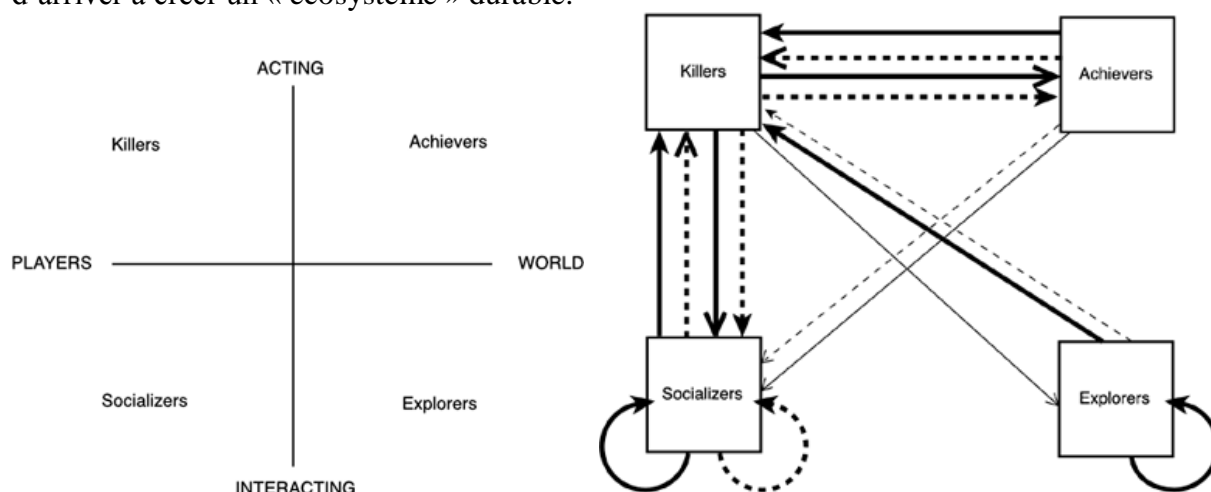 d'arriver à créer un « écosystème » durable.
ACTING
Killers
Achievers
PLAYERS
WORLD
Socializers
Explorers
INTERACTING
Killers
Achievers
Socializers
Explorers